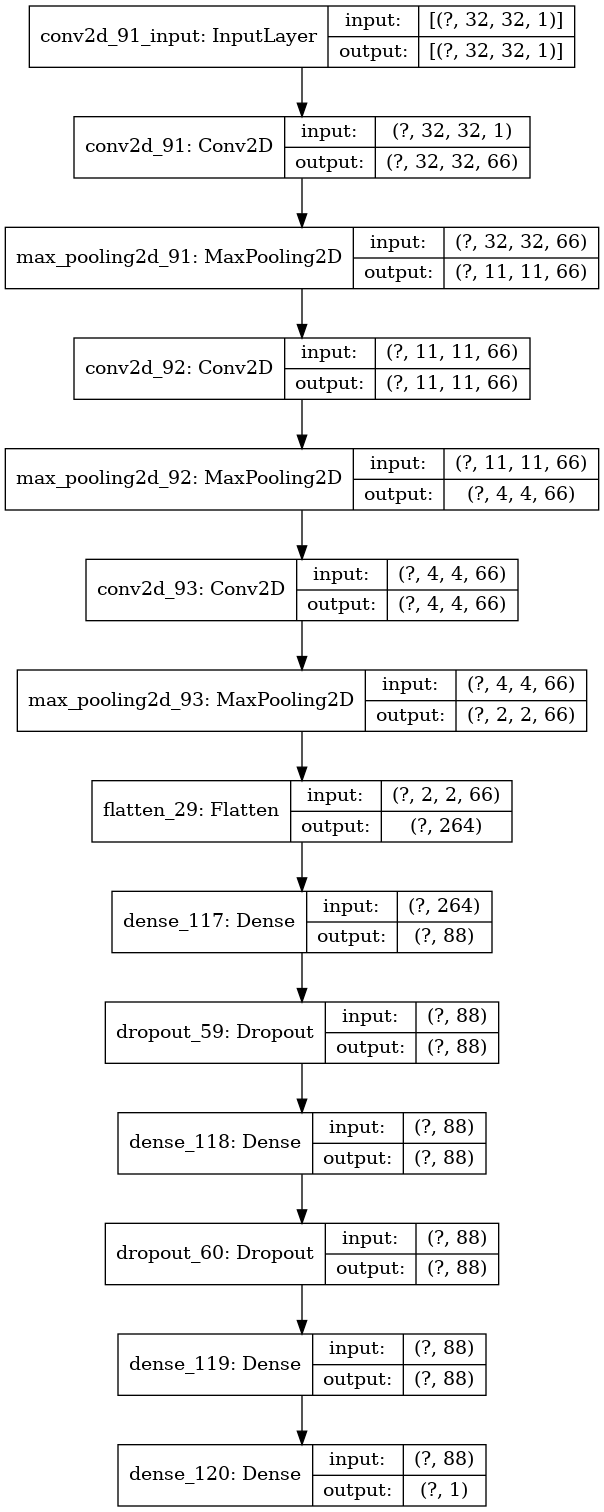 conv2d_91_input: InputLayer
input: [(?, 32, 32, 1)]
output: [(?, 32, 32, 1)]
conv2d_91: Conv2D
input: (?, 32, 32, 1)
output: (?, 32, 32, 66)
max_pooling2d_91: MaxPooling2D
input: (?, 32, 32, 66)
output: (?, 11, 11, 66)
conv2d_92: Conv2D
input: (?, 11, 11, 66)
output: (?, 11, 11, 66)
max_pooling2d_92: MaxPooling2D
input: (?, 11, 11, 66)
output: (?, 4, 4, 66)
conv2d_93: Conv2D
input: (?, 4, 4, 66)
output: (?, 4, 4, 66)
max_pooling2d_93: MaxPooling2D
input: (?, 4, 4, 66)
output: (?, 2, 2, 66)
flatten_29: Flatten
input: (?, 2, 2, 66)
output: (?, 264)
dense_117: Dense
input: (?, 264)
output: (?, 88)
dropout_59: Dropout
input: (?, 88)
output: (?, 88)
dense_118: Dense
input: (?, 88)
output: (?, 88)
dropout_60: Dropout
input: (?, 88)
output: (?, 88)
dense_119: Dense
input: (?, 88)
output: (?, 88)
dense_120: Dense
input: (?, 88)
output: (?, 1)